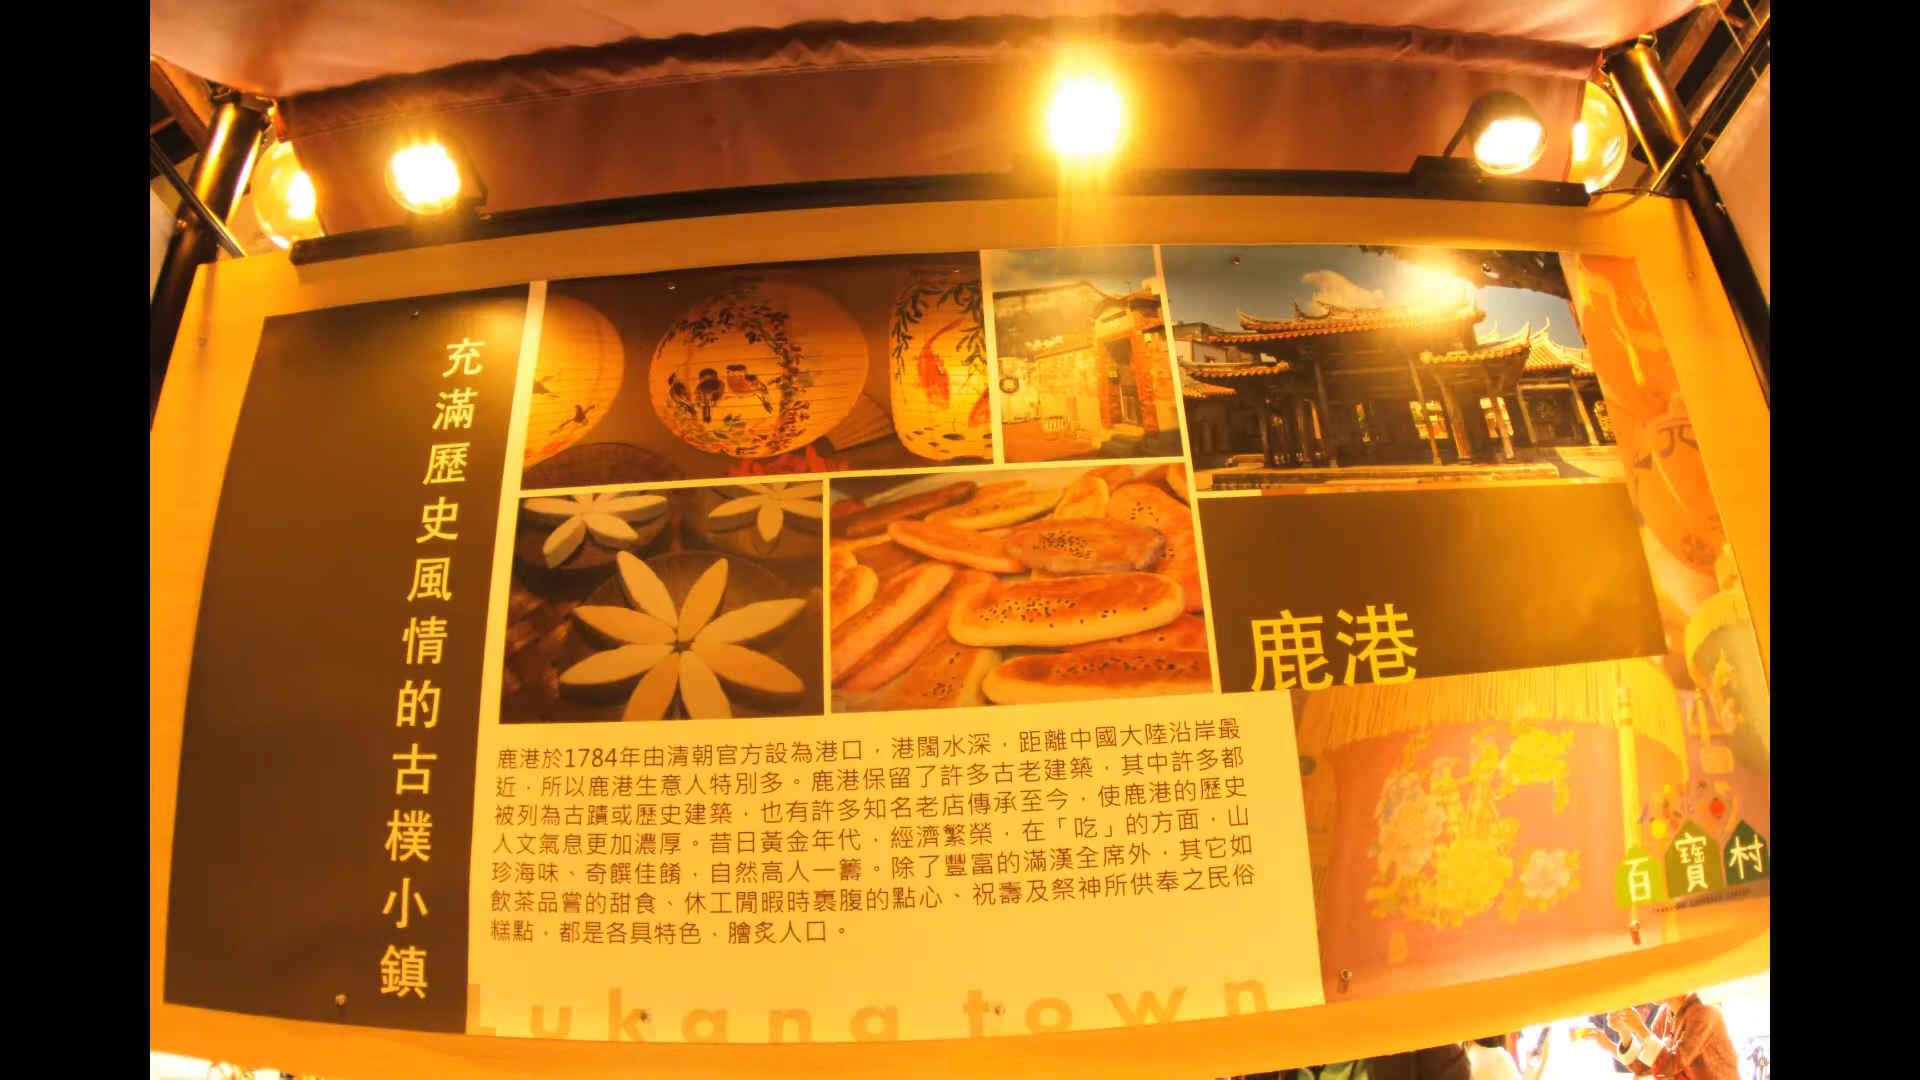 充滿歷史風情的古樸小鎮
鹿港
鹿港於1784年由清朝官方設為港口，港闊水深，距離中國大陸沿岸最
近，所以鹿港生意人特別多。鹿港保留了許多古老建築，其中許多都
被列為古蹟或歷史建築，也有許多知名老店傳承至今，使鹿港的歷史
人文氣息更加濃厚。昔日黃金年代，經濟繁榮，在「吃」的方面，山
珍海味、奇饌佳餚，自然高人一籌。除了豐富的滿漢全席外，其它如
飲茶品嘗的甜食、休工閒暇時裹腹的點心、祝壽及祭神所供奉之民俗
糕點，都是各具特色，膾炙人口。
Lukang town
百寶村